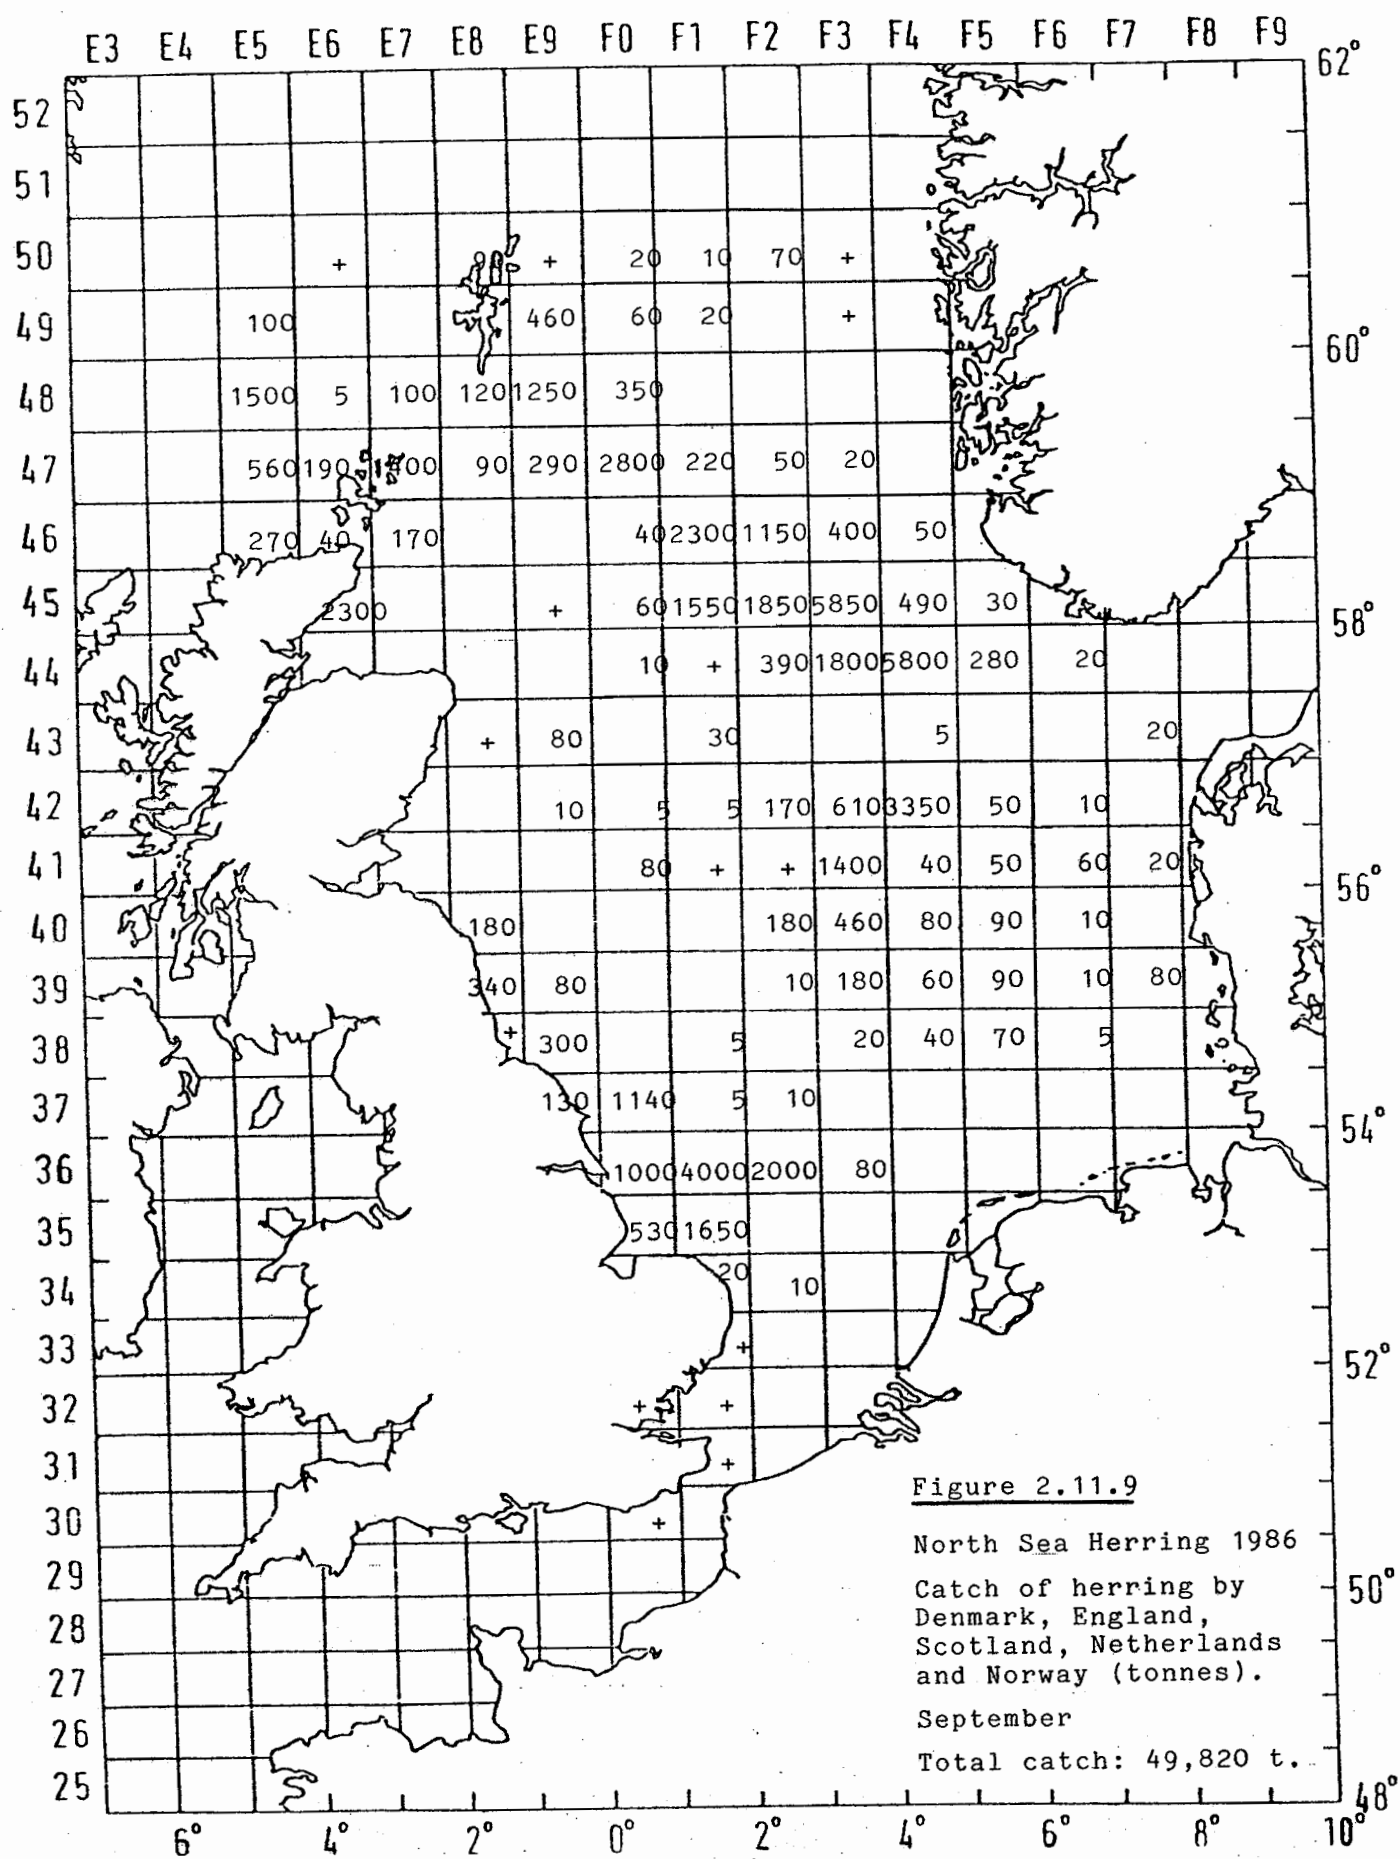 E3 E4 E5 E6 E7 E8 E9 F0 F1 F2 F3 F4 F5 F6 F7 F8 F9
62°
52
51
50 + 90 + 20 10 70 +
49 100 460 60 20 +
60°
48 1500 5 100 120 1250 350
47 560 190 00 90 290 2800 220 50 20
46 270 40 170 40 2300 1150 400 50
45 2300 + 60 1550 1850 5850 490 30
58°
44 10 + 390 1800 5800 280 20
43 + 80 30 5 20
42 10 5 5 170 610 3350 50 10
41 80 + + 1400 40 50 60 20
56°
40 180 180 460 80 90 10
39 340 80 10 180 60 90 10 80
38 + 300 5 20 40 70 5
37 130 1140 5 10
54°
36 1000 4000 2000 80
35 530 1650
34 20 10
33 +
52°
32 + +
31 +
Figure 2.11.9
30 +
North Sea Herring 1986
29
50°
Catch of herring by
Denmark, England,
28
Scotland, Netherlands
and Norway (tonnes).
27
September
26
Total catch: 49,820 t.
25
48°
6° 4° 2° 0° 2° 4° 6° 8° 10°